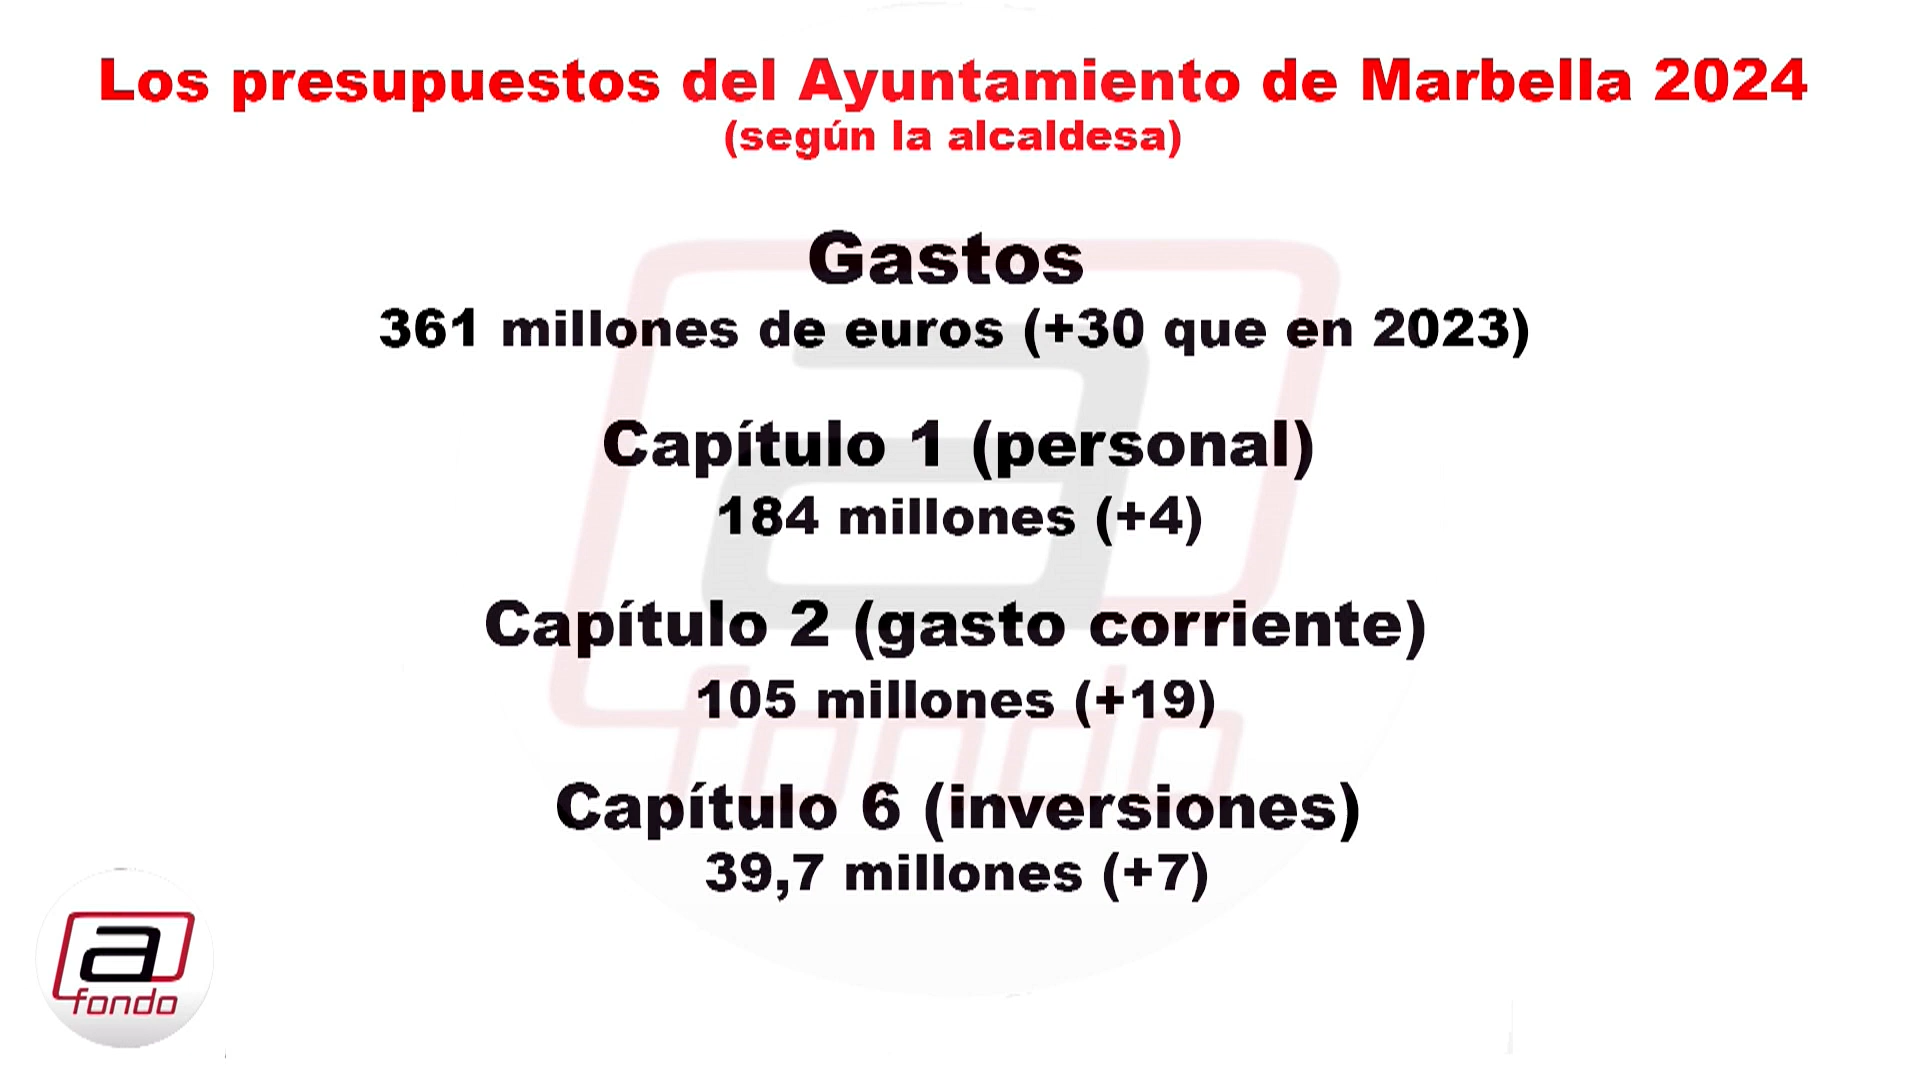 Los presupuestos del Ayuntamiento de Marbella 2024
(según la alcaldesa)
Gastos
361 millones de euros (+30 que en 2023)
Capítulo 1 (personal)
184 millones (+4)
Capítulo 2 (gasto corriente)
105 millones (+19)
Capítulo 6 (inversiones)
39,7 millones (+7)
a
fondo
a
fondo